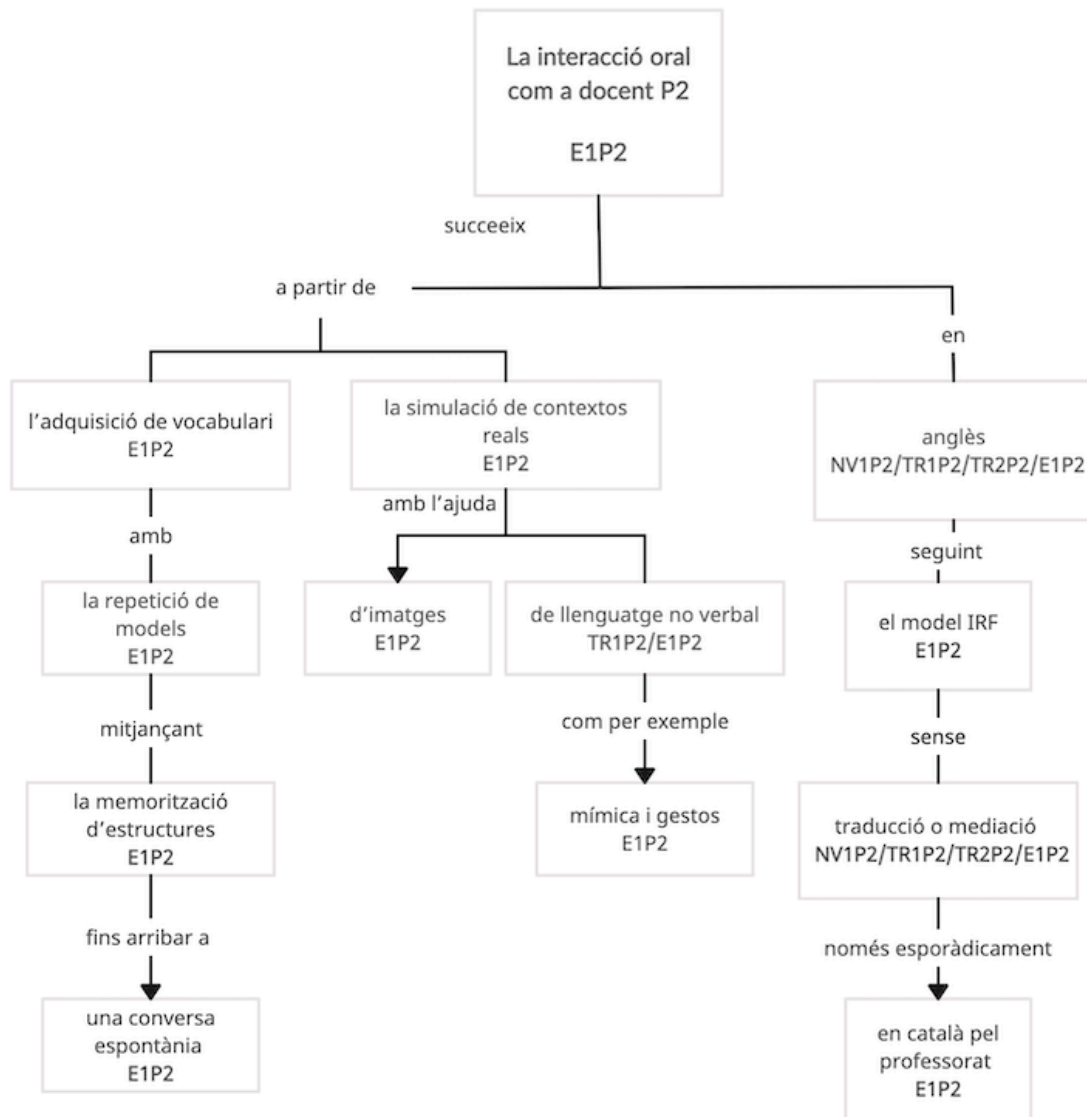 La interacció oral
com a docent P2
E1P2
succeeix
a partir de
en
l'adquisició de vocabulari
E1P2
la simulació de contextos
reals
E1P2
anglès
NV1P2/TR1P2/TR2P2/E1P2
amb
amb l'ajuda
seguint
la repetició de
models
E1P2
d'imatges
E1P2
de llenguatge no verbal
TR1P2/E1P2
el model IRF
E1P2
mitjançant
com per exemple
sense
la memorització
d'estructures
E1P2
mímica i gestos
E1P2
traducció o mediació
NV1P2/TR1P2/TR2P2/E1P2
fins arribar a
només esporàdicament
una conversa
espontània
E1P2
en català pel
professorat
E1P2